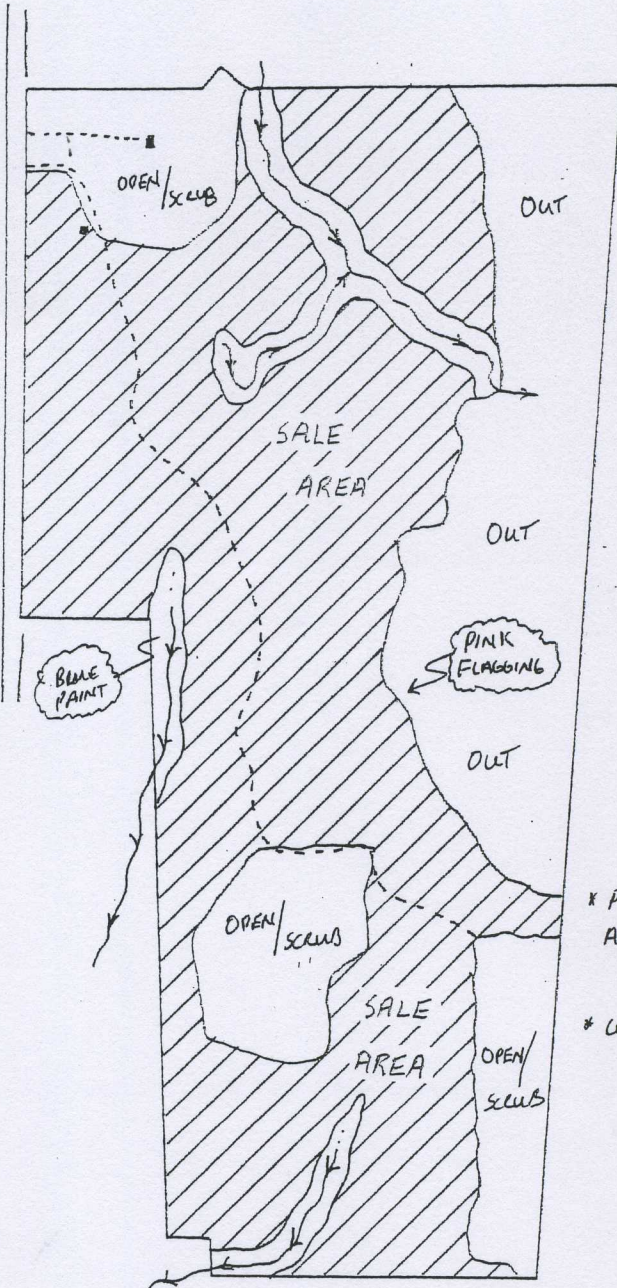 OPEN/
SCRUB
OUT
SALE
AREA
OUT
PINK
FLAGGING
BLUE
PAINT
OUT
OPEN/
SCRUB
SALE
AREA
OPEN/
SCRUB
* P
A
*